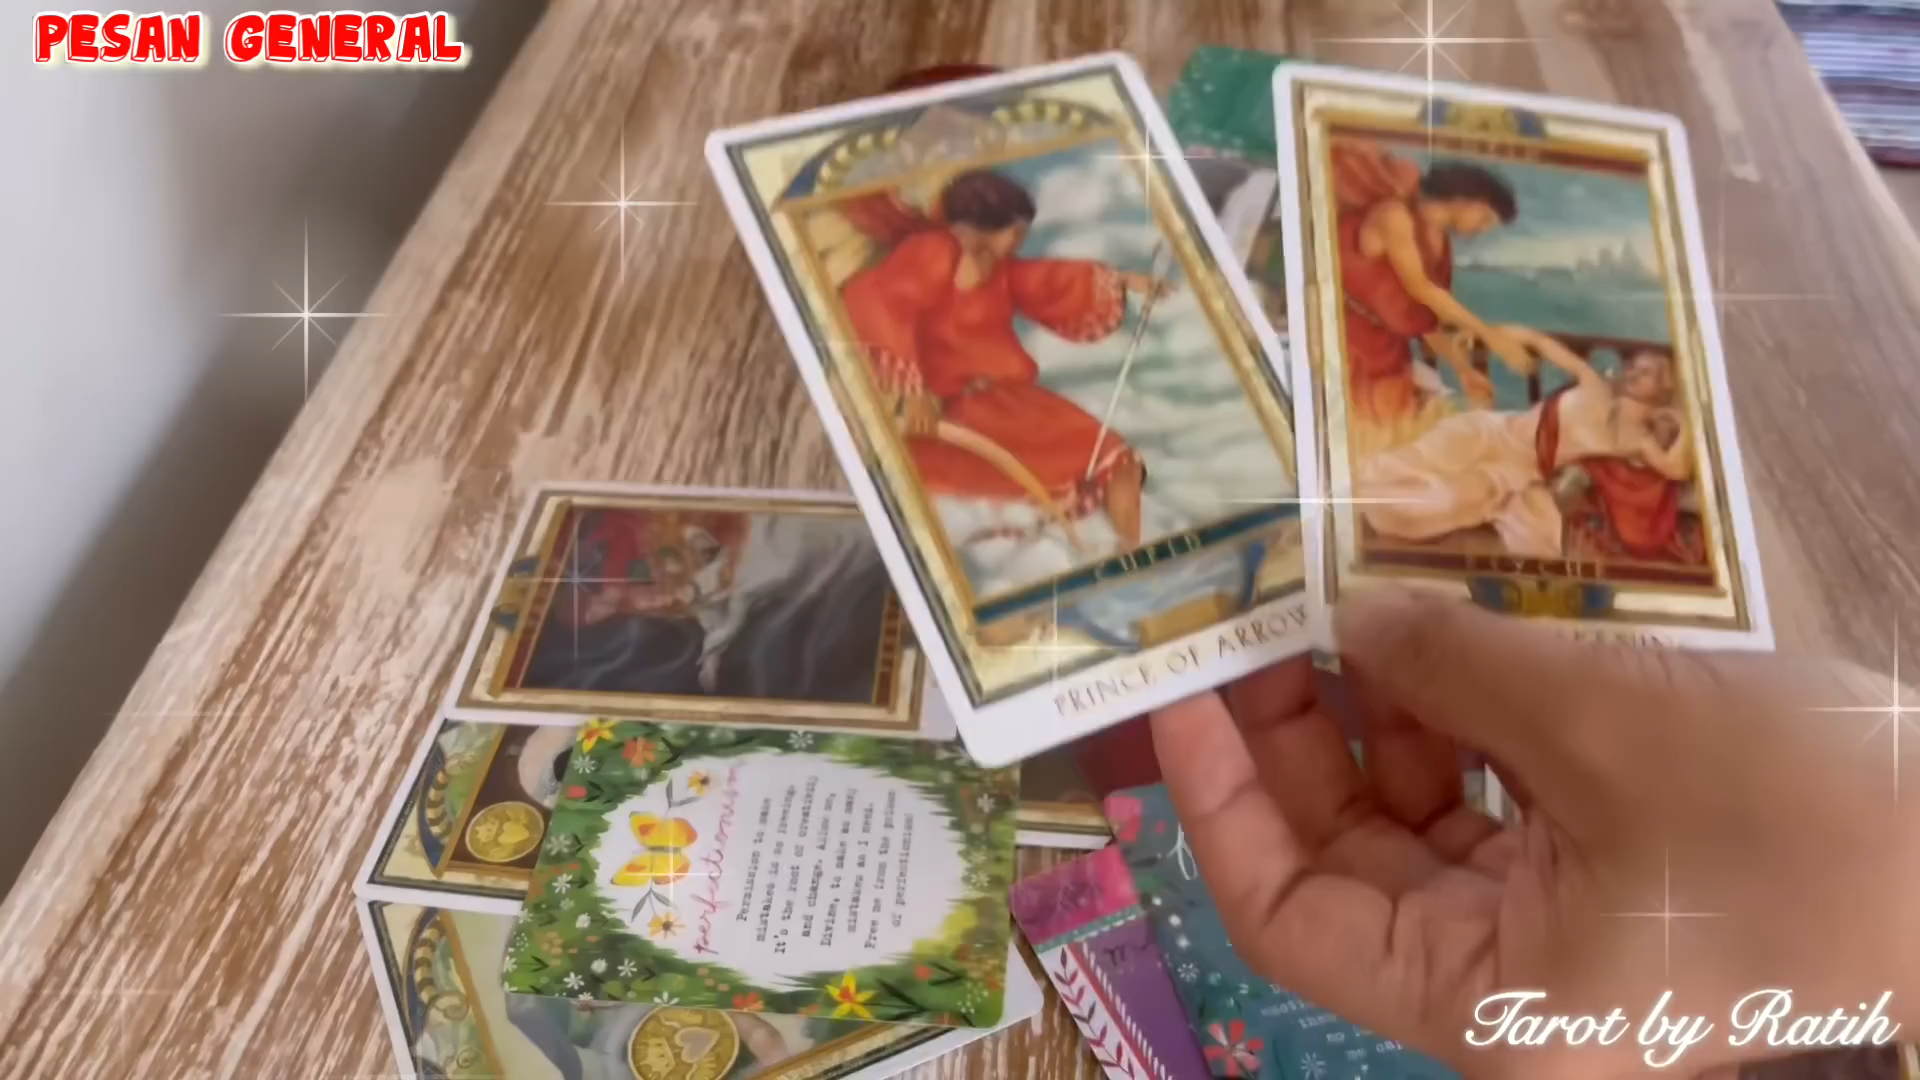 PESAN GENERAL
CUPID
PRINCE OF ARROW
PSYCHE
perfectionism
Permission to make
mistakes is so freeing.
It's the root of creativity
and change. Allow me,
Divine, to make as many
mistakes as I need.
Free me from the prison
of perfectionism!
Tarot by Ratih